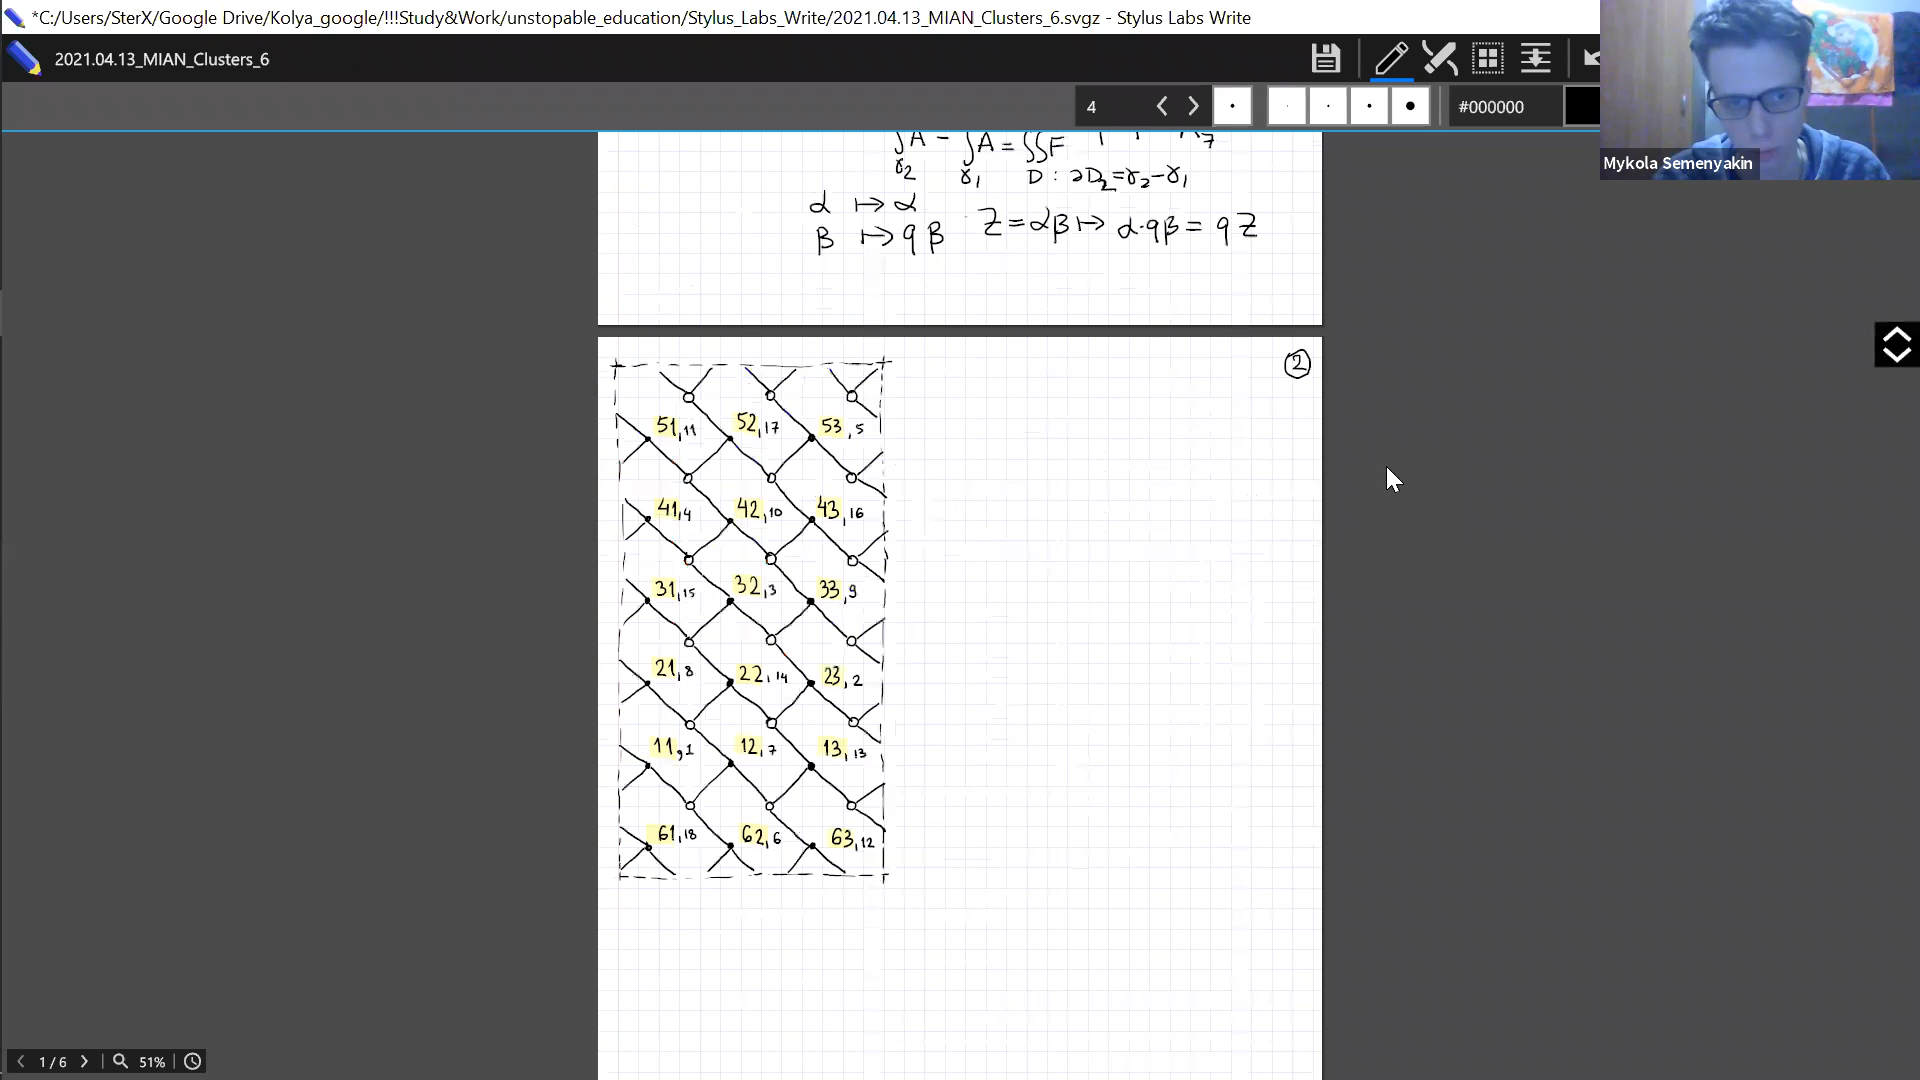 *C:/Users/SterX/Google Drive/Kolya_google/!!!Study&Work/unstopable_education/Stylus_Labs_Write/2021.04.13_MIAN_Clusters_6.svgz - Stylus Labs Write
2021.04.13_MIAN_Clusters_6
4
#000000
Mykola Semenyakin
∫A - ∫A = ∬F
γ₂ γ₁ D : ∂D₂=γ₂-γ₁
α ↦ α
β ↦ qβ
Z = αβ ↦ α·qβ = qZ
2
51,11 52,17 53,5
41,4 42,10 43,16
31,15 32,3 33,9
21,8 22,14 23,2
11,1 12,7 13,13
61,18 62,6 63,12
1 / 6
51%